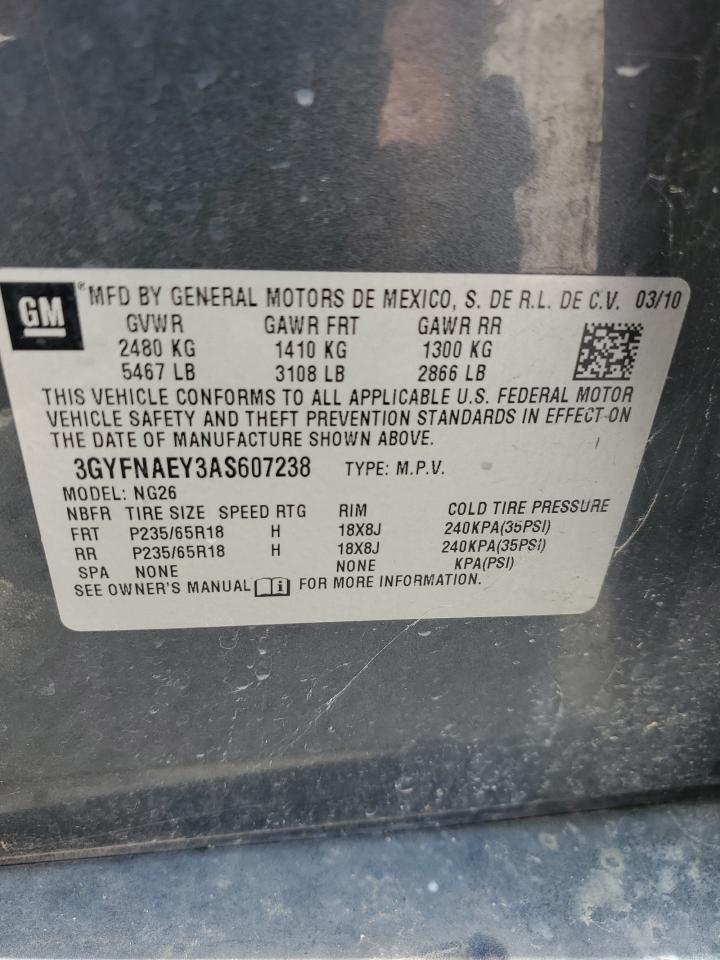 GM ® MFD BY GENERAL MOTORS DE MEXICO, S. DE R.L. DE C.V. 03/10
GVWR GAWR FRT GAWR RR
2480 KG 1410 KG 1300 KG
5467 LB 3108 LB 2866 LB
THIS VEHICLE CONFORMS TO ALL APPLICABLE U.S. FEDERAL MOTOR
VEHICLE SAFETY AND THEFT PREVENTION STANDARDS IN EFFECT ON
THE DATE OF MANUFACTURE SHOWN ABOVE.
3GYFNAEY3AS607238 TYPE: M.P.V.
MODEL: NG26
NBFR TIRE SIZE SPEED RTG RIM COLD TIRE PRESSURE
FRT P235/65R18 H 18X8J 240KPA(35PSI)
RR P235/65R18 H 18X8J 240KPA(35PSI)
SPA NONE NONE KPA(PSI)
SEE OWNER'S MANUAL FOR MORE INFORMATION.